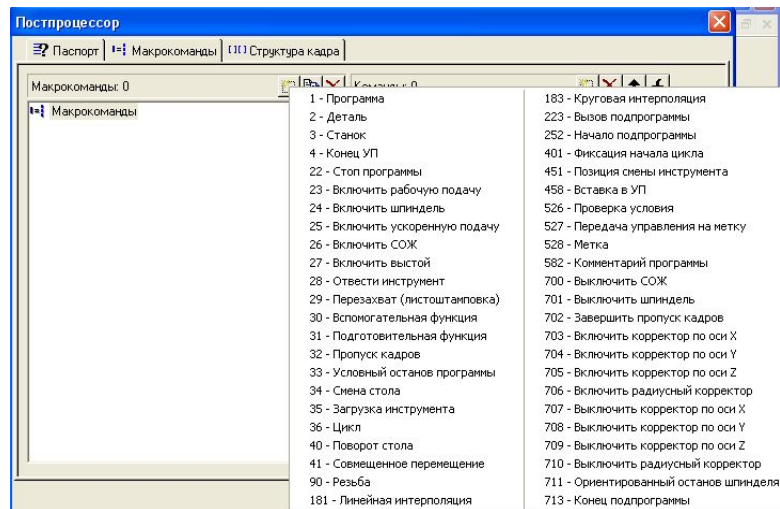 Постпроцессор
Паспорт Макрокоманды Структура кадра
Макрокоманды: 0
Макрокоманды
1 - Программа
2 - Деталь
3 - Станок
4 - Конец УП
22 - Стоп программы
23 - Включить рабочую подачу
24 - Включить шпиндель
25 - Включить ускоренную подачу
26 - Включить СОЖ
27 - Включить выстой
28 - Отвести инструмент
29 - Перезахват (листоштамповка)
30 - Вспомогательная функция
31 - Подготовительная функция
32 - Пропуск кадров
33 - Условный останов программы
34 - Смена стола
35 - Загрузка инструмента
36 - Цикл
40 - Поворот стола
41 - Совмещенное перемещение
90 - Резьба
181 - Линейная интерполяция
183 - Круговая интерполяция
223 - Вызов подпрограммы
252 - Начало подпрограммы
401 - Фиксация начала цикла
451 - Позиция смены инструмента
458 - Вставка в УП
526 - Проверка условия
527 - Передача управления на метку
528 - Метка
582 - Комментарий программы
700 - Выключить СОЖ
701 - Выключить шпиндель
702 - Завершить пропуск кадров
703 - Включить корректор по оси X
704 - Включить корректор по оси Y
705 - Включить корректор по оси Z
706 - Включить радиусный корректор
707 - Выключить корректор по оси X
708 - Выключить корректор по оси Y
709 - Выключить корректор по оси Z
710 - Выключить радиусный корректор
711 - Ориентированный останов шпинделя
713 - Конец подпрограммы